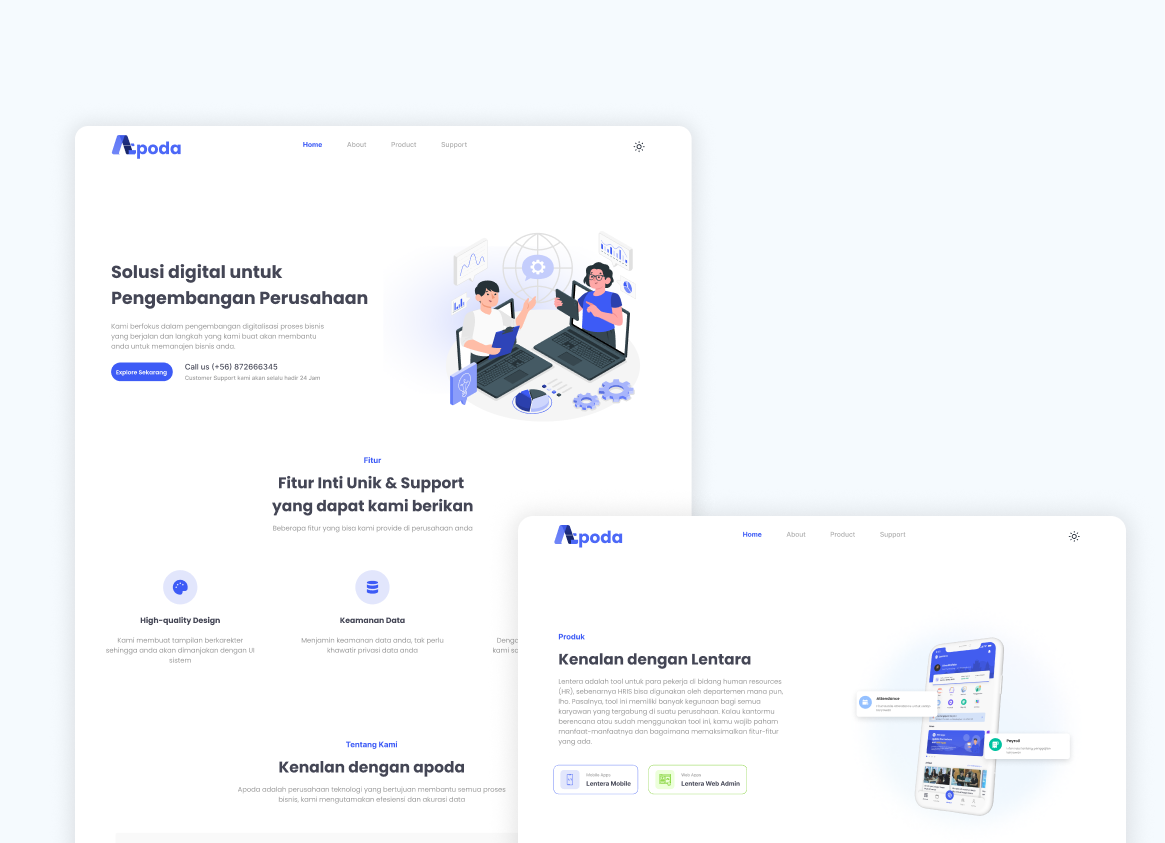 Apoda
Home
About
Product
Support
Solusi digital untuk
Pengembangan Perusahaan
Kami berfokus dalam pengembangan digitalisasi proses bisnis
yang berjalan dan langkah yang kami buat akan membantu
anda untuk memanajen bisnis anda.
Explore Sekarang
Call us (+56) 872666345
Customer Support kami akan selalu hadir 24 Jam
Fitur
Fitur Inti Unik & Support
yang dapat kami berikan
Beberapa fitur yang bisa kami provide di perusahaan anda
High-quality Design
Kami membuat tampilan berkarekter
sehingga anda akan dimanjakan dengan UI
sistem
Keamanan Data
Menjamin keamanan data anda, tak perlu
khawatir privasi data anda
Tentang Kami
Kenalan dengan apoda
Apoda adalah perusahaan teknologi yang bertujuan membantu semua proses
bisnis, kami mengutamakan efesiensi dan akurasi data
Apoda
Home
About
Product
Support
Produk
Kenalan dengan Lentara
Lentera adalah tool untuk para pekerja di bidang human resources
(HR), sebenarnya HRIS bisa digunakan oleh departemen mana pun,
lho. Pasalnya, tool ini memiliki banyak kegunaan bagi semua
karyawan yang tergabung di suatu perusahaan. Kalau kantormu
berencana atau sudah menggunakan tool ini, kamu wajib paham
manfaat-manfaatnya dan bagaimana memaksimalkan fitur-fitur
yang ada.
Mobile Apps
Lentera Mobile
Web Apps
Lentera Web Admin
Attendance
Payroll